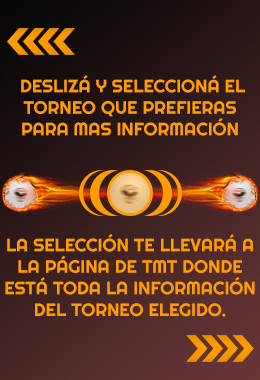 DESLIZÁ Y SELECCIONÁ EL
TORNEO QUE PREFIERAS
PARA MAS INFORMACIÓN
LA SELECCIÓN TE LLEVARÁ A
LA PÁGINA DE TMT DONDE
ESTÁ TODA LA INFORMACIÓN
DEL TORNEO ELEGIDO.